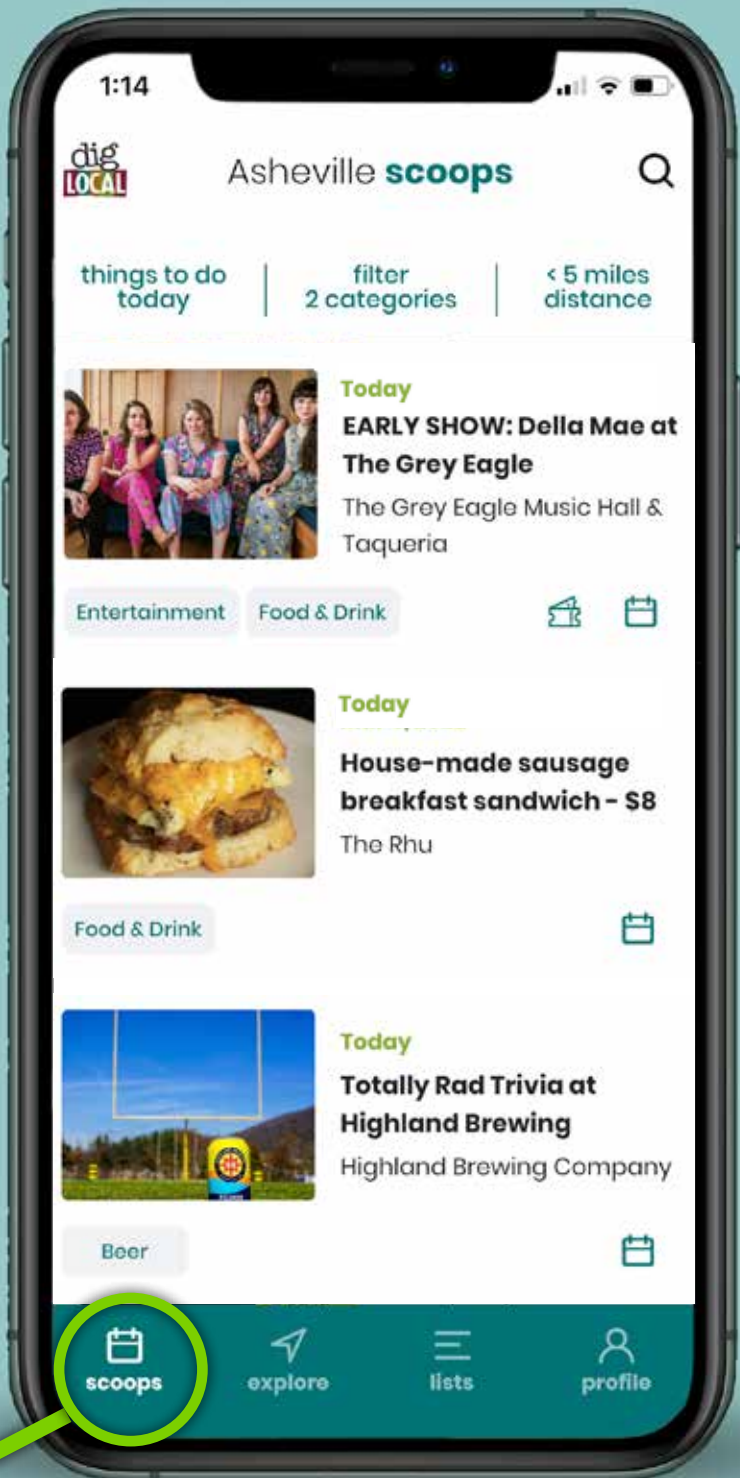 1:14
dig
LOCAL
Asheville scoops
things to do
today
filter
2 categories
< 5 miles
distance
Today
EARLY SHOW: Della Mae at
The Grey Eagle
The Grey Eagle Music Hall &
Taqueria
Entertainment
Food & Drink
Today
House-made sausage
breakfast sandwich - $8
The Rhu
Food & Drink
Today
Totally Rad Trivia at
Highland Brewing
Highland Brewing Company
Beer
scoops
explore
lists
profile